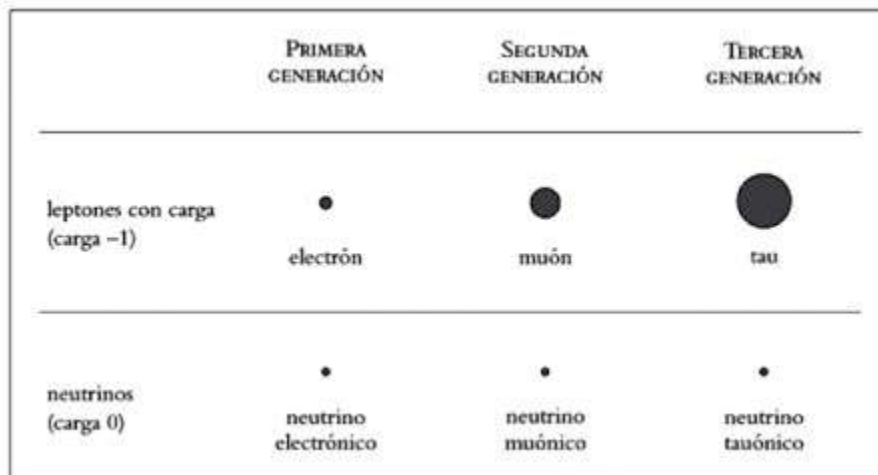 PRIMERA GENERACIÓN
SEGUNDA GENERACIÓN
TERCERA GENERACIÓN
leptones con carga
(carga −1)
electrón
muón
tau
neutrinos
(carga 0)
neutrino
electrónico
neutrino
muónico
neutrino
tauónico